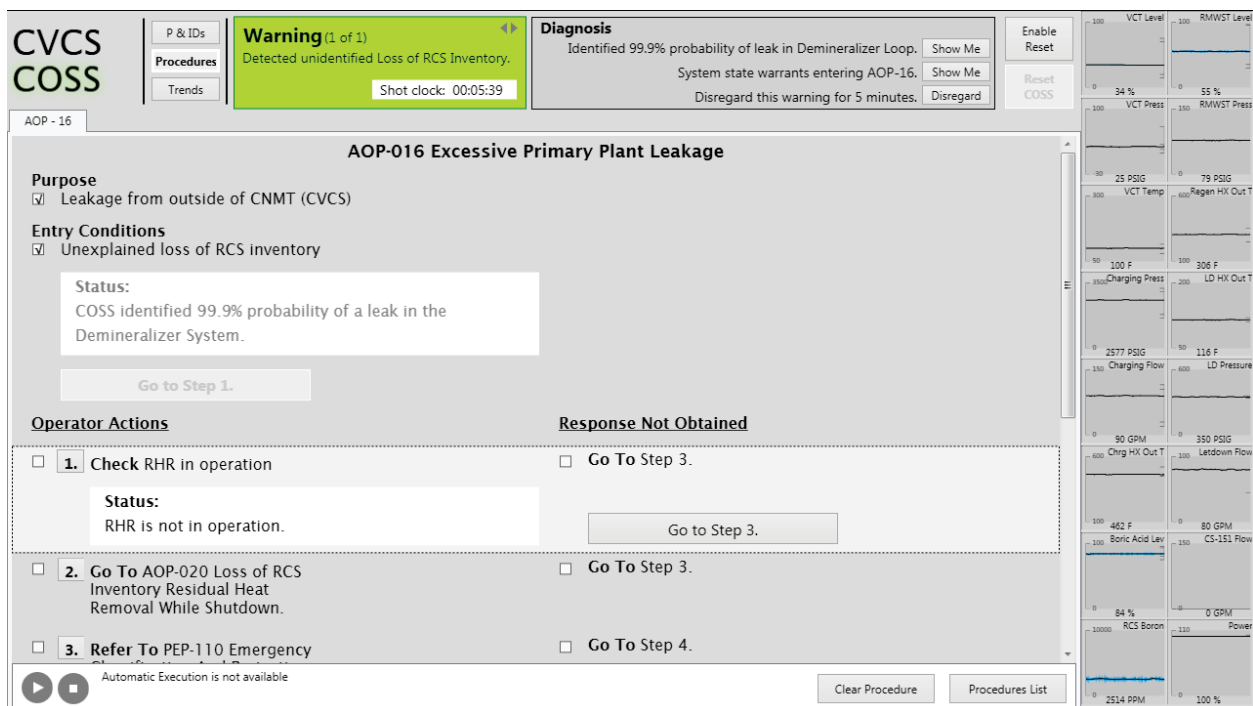 CVCS
COSS
P & IDs
Procedures
Trends
Warning (1 of 1)
Detected unidentified Loss of RCS Inventory.
Shot clock: 00:05:39
Diagnosis
Identified 99.9% probability of leak in Demineralizer Loop. Show Me
System state warrants entering AOP-16. Show Me
Disregard this warning for 5 minutes. Disregard
Enable
Reset
Reset
COSS
AOP - 16
AOP-016 Excessive Primary Plant Leakage
Purpose
Leakage from outside of CNMT (CVCS)
Entry Conditions
Unexplained loss of RCS inventory
Status:
COSS identified 99.9% probability of a leak in the
Demineralizer System.
Go to Step 1.
Operator Actions
Response Not Obtained
1. Check RHR in operation
Go To Step 3.
Status:
RHR is not in operation.
Go to Step 3.
2. Go To AOP-020 Loss of RCS
Inventory Residual Heat
Removal While Shutdown.
Go To Step 3.
3. Refer To PEP-110 Emergency
Go To Step 4.
Automatic Execution is not available
Clear Procedure
Procedures List
100 VCT Level
0 34 %
100 RMWST Level
0 55 %
100 VCT Press
-30 25 PSIG
150 RMWST Press
0 79 PSIG
300 VCT Temp
50 100 F
600 Regen HX Out T
100 306 F
3500 Charging Press
0 2577 PSIG
200 LD HX Out T
50 116 F
150 Charging Flow
0 90 GPM
600 LD Pressure
0 350 PSIG
600 Chrg HX Out T
100 462 F
100 Letdown Flow
0 80 GPM
100 Boric Acid Lev
0 84 %
150 CS-151 Flow
0 0 GPM
10000 RCS Boron
0 2514 PPM
110 Power
0 100 %